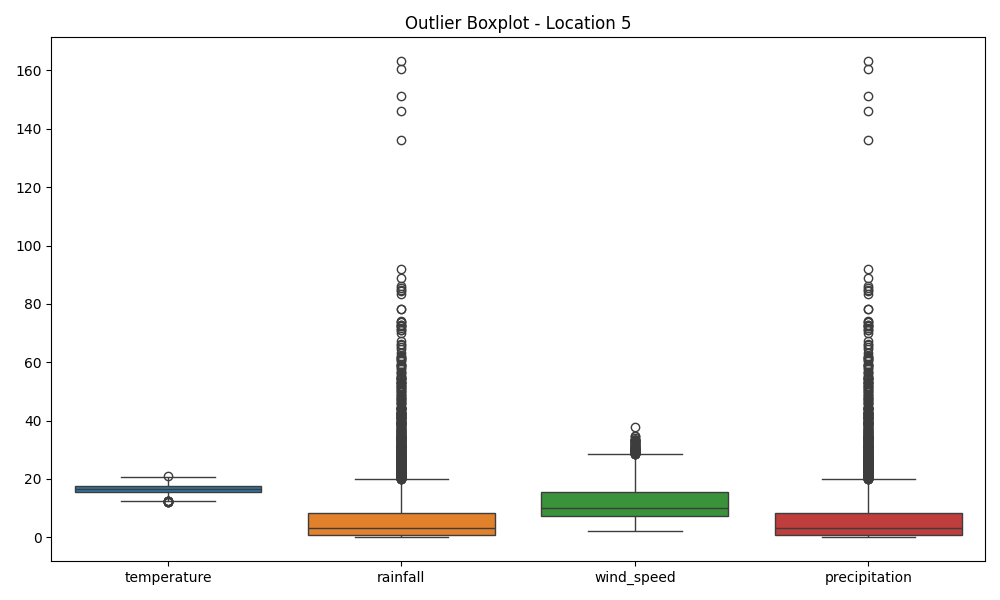 Outlier Boxplot - Location 5
160
140
120
100
80
60
40
20
0
temperature
rainfall
wind_speed
precipitation